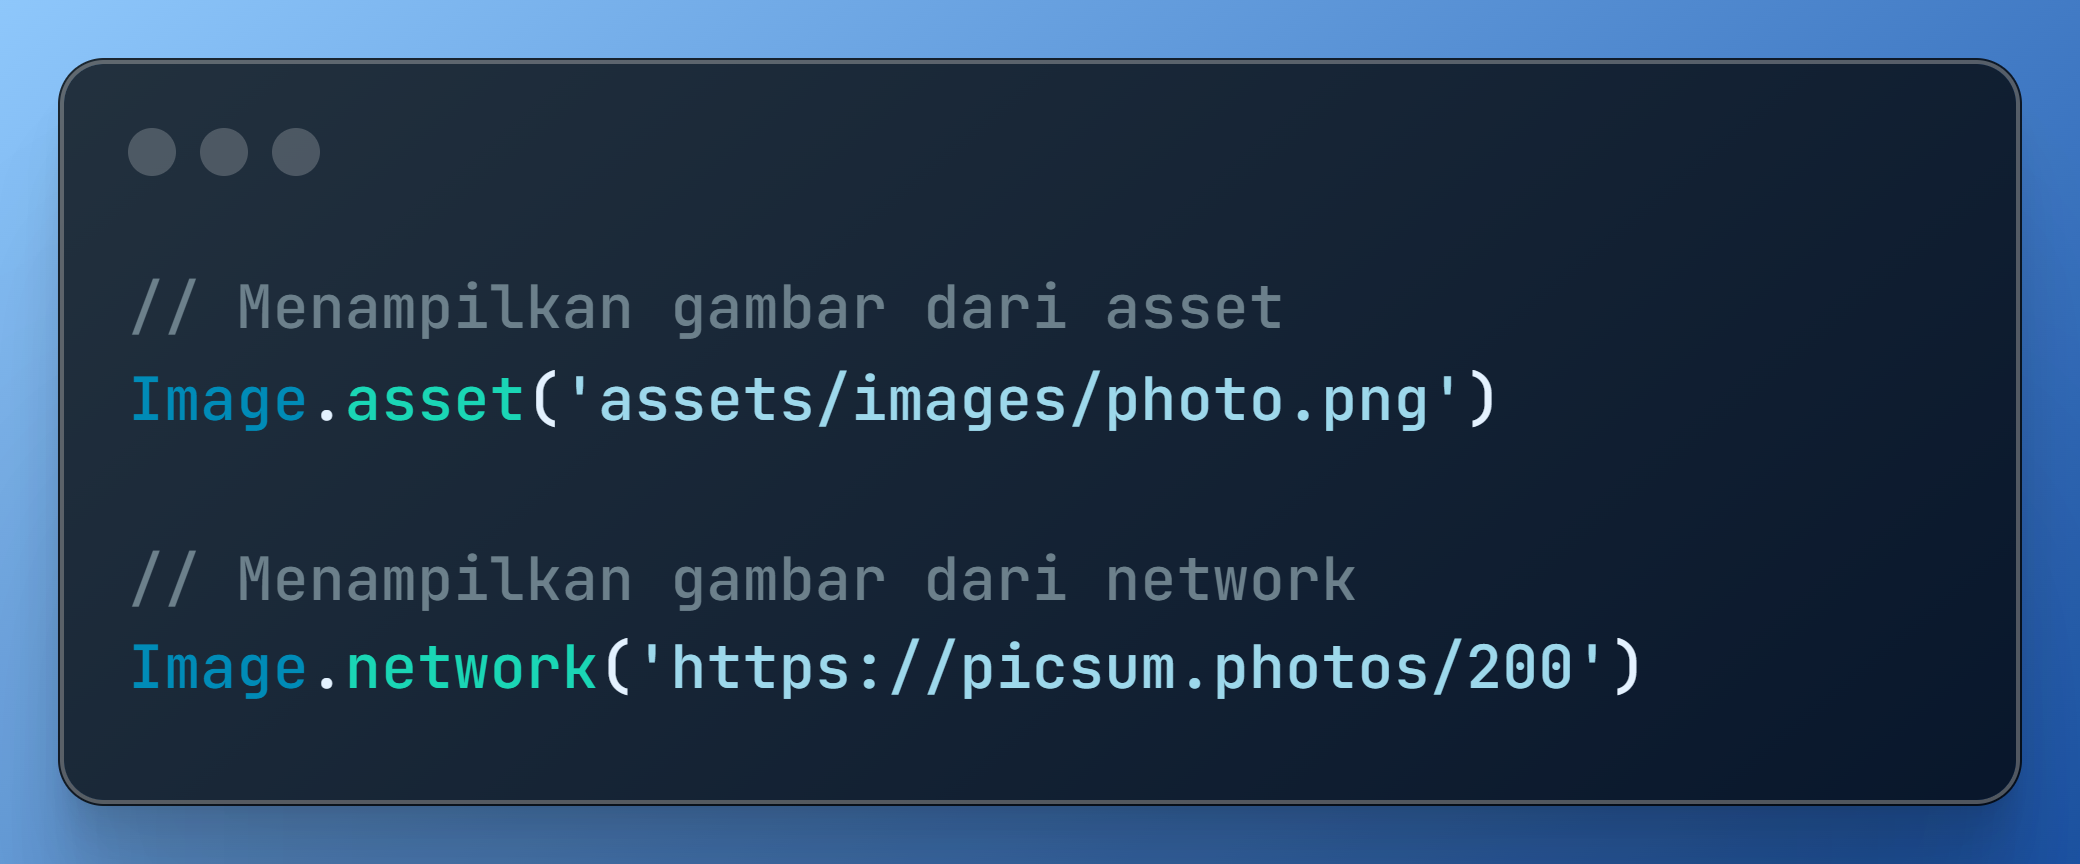 // Menampilkan gambar dari asset
Image.asset('assets/images/photo.png')
// Menampilkan gambar dari network
Image.network('https://picsum.photos/200')